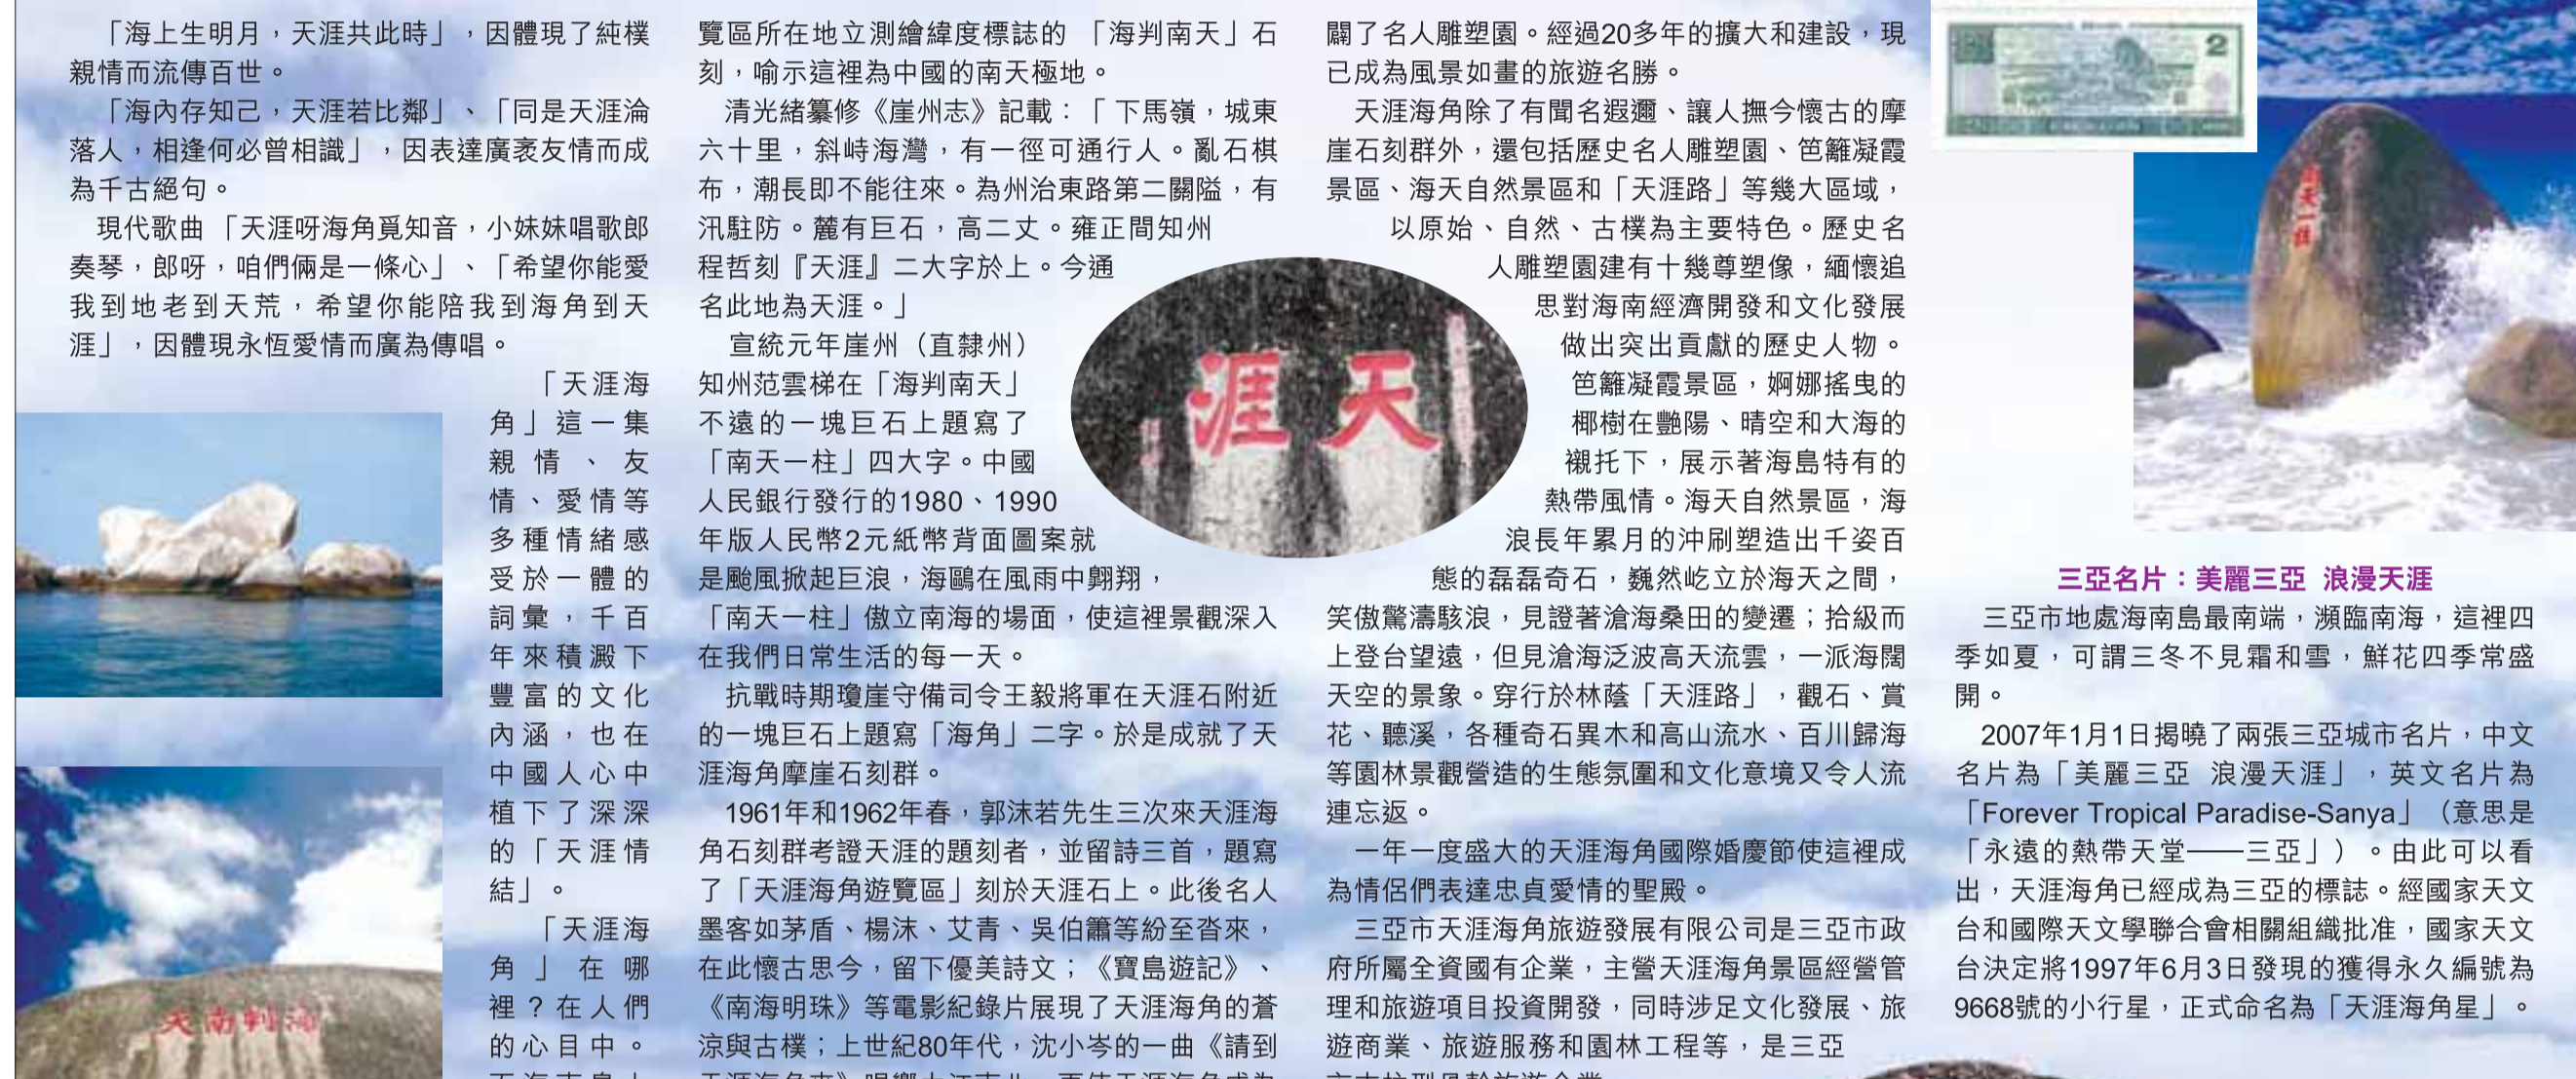 「海上生明月，天涯共此時」，因體現了純樸
親情而流傳百世。
「海內存知己，天涯若比鄰」、「同是天涯淪
落人，相逢何必曾相識」，因表達廣袤友情而成
為千古絕句。
現代歌曲「天涯呀海角覓知音，小妹妹唱歌郎
奏琴，郎呀，咱們倆是一條心」、「希望你能愛
我到地老到天荒，希望你能陪我到海角到天
涯」，因體現永恆愛情而廣為傳唱。
「天涯海
角」這一集
親情、友
情、愛情等
多種情緒感
受於一體的
詞彙，千百
年來積澱下
豐富的文化
內涵，也在
中國人心中
植下了深深
的「天涯情
結」。
「天涯海
角」在哪
裡？在人們
的心目中。
天南判海
覽區所在地立測繪緯度標誌的「海判南天」石
刻，喻示這裡為中國的南天極地。
清光緒纂修《崖州志》記載：「下馬嶺，城東
六十里，斜峙海灣，有一徑可通行人。亂石棋
布，潮長即不能往來。為州治東路第二關隘，有
汛駐防。麓有巨石，高二丈。雍正間知州
程哲刻『天涯』二大字於上。今通
名此地為天涯。」
宣統元年崖州（直隸州）
知州范雲梯在「海判南天」
不遠的一塊巨石上題寫了
「南天一柱」四大字。中國
人民銀行發行的1980、1990
年版人民幣2元紙幣背面圖案就
是颱風掀起巨浪，海鷗在風雨中翺翔，
「南天一柱」傲立南海的場面，使這裡景觀深入
在我們日常生活的每一天。
抗戰時期瓊崖守備司令王毅將軍在天涯石附近
的一塊巨石上題寫「海角」二字。於是成就了天
涯海角摩崖石刻群。
1961年和1962年春，郭沫若先生三次來天涯海
角石刻群考證天涯的題刻者，並留詩三首，題寫
了「天涯海角遊覽區」刻於天涯石上。此後名人
墨客如茅盾、楊沫、艾青、吳伯簫等紛至沓來，
在此懷古思今，留下優美詩文；《寶島遊記》、
《南海明珠》等電影紀錄片展現了天涯海角的蒼
涼與古樸；上世紀80年代，沈小岑的一曲《請到
涯天
闢了名人雕塑園。經過20多年的擴大和建設，現
已成為風景如畫的旅遊名勝。
天涯海角除了有聞名遐邇、讓人撫今懷古的摩
崖石刻群外，還包括歷史名人雕塑園、笆籬凝霞
景區、海天自然景區和「天涯路」等幾大區域，
以原始、自然、古樸為主要特色。歷史名
人雕塑園建有十幾尊塑像，緬懷追
思對海南經濟開發和文化發展
做出突出貢獻的歷史人物。
笆籬凝霞景區，婀娜搖曳的
椰樹在艷陽、晴空和大海的
襯托下，展示著海島特有的
熱帶風情。海天自然景區，海
浪長年累月的沖刷塑造出千姿百
態的磊磊奇石，巍然屹立於海天之間，
笑傲驚濤駭浪，見證著滄海桑田的變遷；拾級而
上登台望遠，但見滄海泛波高天流雲，一派海闊
天空的景象。穿行於林蔭「天涯路」，觀石、賞
花、聽溪，各種奇石異木和高山流水、百川歸海
等園林景觀營造的生態氛圍和文化意境又令人流
連忘返。
一年一度盛大的天涯海角國際婚慶節使這裡成
為情侶們表達忠貞愛情的聖殿。
三亞市天涯海角旅遊發展有限公司是三亞市政
府所屬全資國有企業，主營天涯海角景區經營管
理和旅遊項目投資開發，同時涉足文化發展、旅
遊商業、旅遊服務和園林工程等，是三亞
2
南天一柱
三亞名片：美麗三亞 浪漫天涯
三亞市地處海南島最南端，瀕臨南海，這裡四
季如夏，可謂三冬不見霜和雪，鮮花四季常盛
開。
2007年1月1日揭曉了兩張三亞城市名片，中文
名片為「美麗三亞 浪漫天涯」，英文名片為
「Forever Tropical Paradise-Sanya」（意思是
「永遠的熱帶天堂——三亞」）。由此可以看
出，天涯海角已經成為三亞的標誌。經國家天文
台和國際天文學聯合會相關組織批准，國家天文
台決定將1997年6月3日發現的獲得永久編號為
9668號的小行星，正式命名為「天涯海角星」。